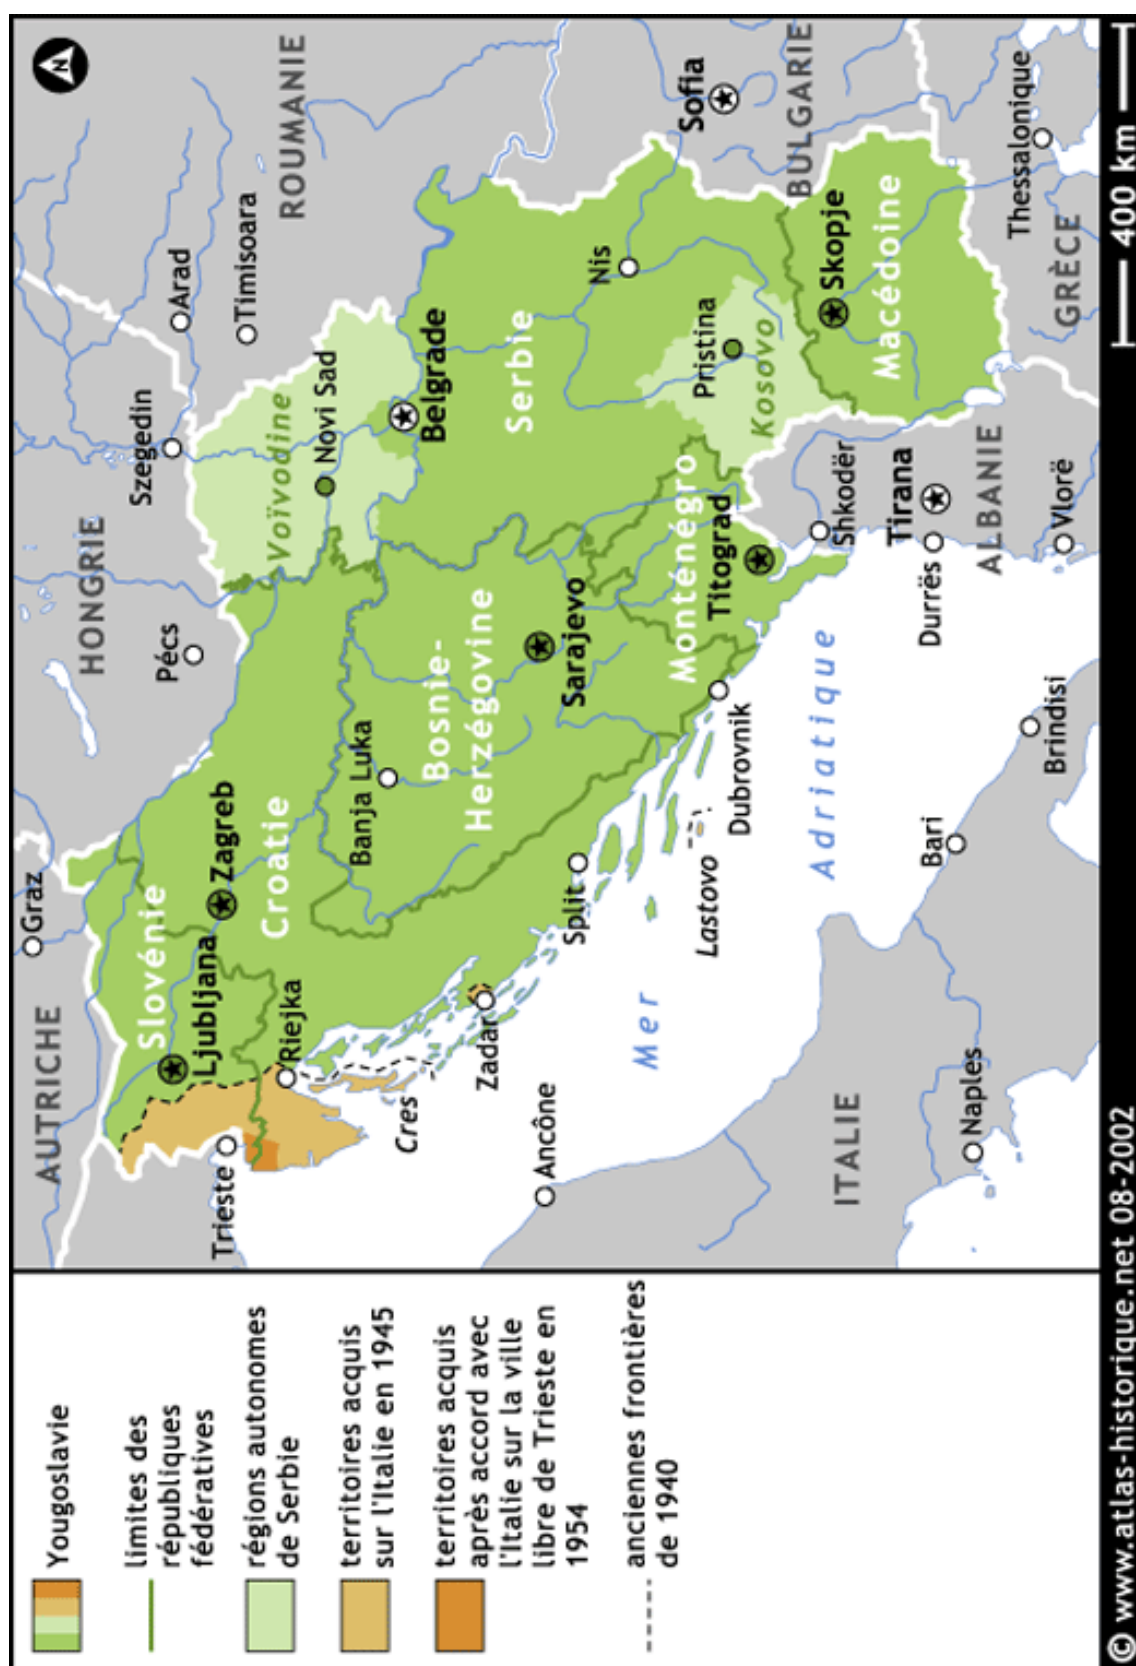 Yougoslavie
limites des
républiques
fédératives
régions autonomes
de Serbie
territoires acquis
sur l'Italie en 1945
territoires acquis
après accord avec
l'Italie sur la ville
libre de Trieste en
1954
anciennes frontières
de 1940
N
AUTRICHE
Graz
HONGRIE
Pécs
Szegedin
Arad
Timisoara
ROUMANIE
Slovénie
Ljubljana
Zagreb
Trieste
Riejka
Croatie
Voïvodine
Novi Sad
Belgrade
Cres
Banja Luka
Bosnie-
Herzégovine
Serbie
Zadar
Ancône
Split
Sarajevo
Nis
Sofia
BULGARIE
Lastovo
Dubrovnik
Monténégro
Titograd
Pristina
Kosovo
Mer
Adriatique
Skopje
Macédoine
Shkodër
Tirana
Durrës
ALBANIE
Vlorë
Thessalonique
GRÈCE
ITALIE
Bari
Brindisi
Naples
© www.atlas-historique.net 08-2002
400 km